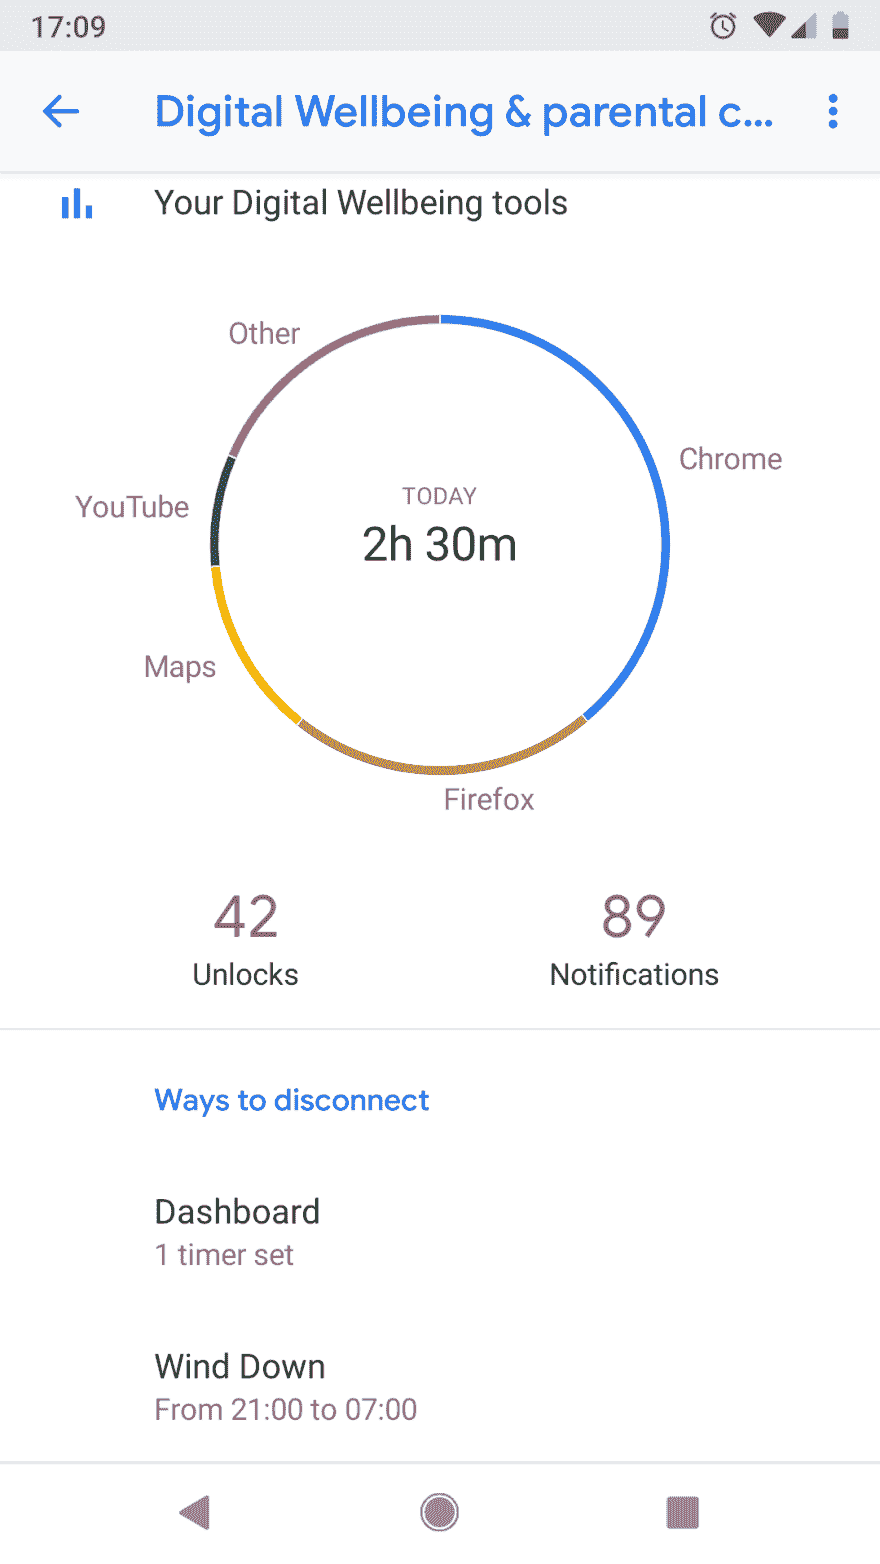 17:09
Digital Wellbeing & parental c...
Your Digital Wellbeing tools
Other
Chrome
TODAY
YouTube
2h 30m
Maps
Firefox
42
89
Unlocks
Notifications
Ways to disconnect
Dashboard
1 timer set
Wind Down
From 21:00 to 07:00